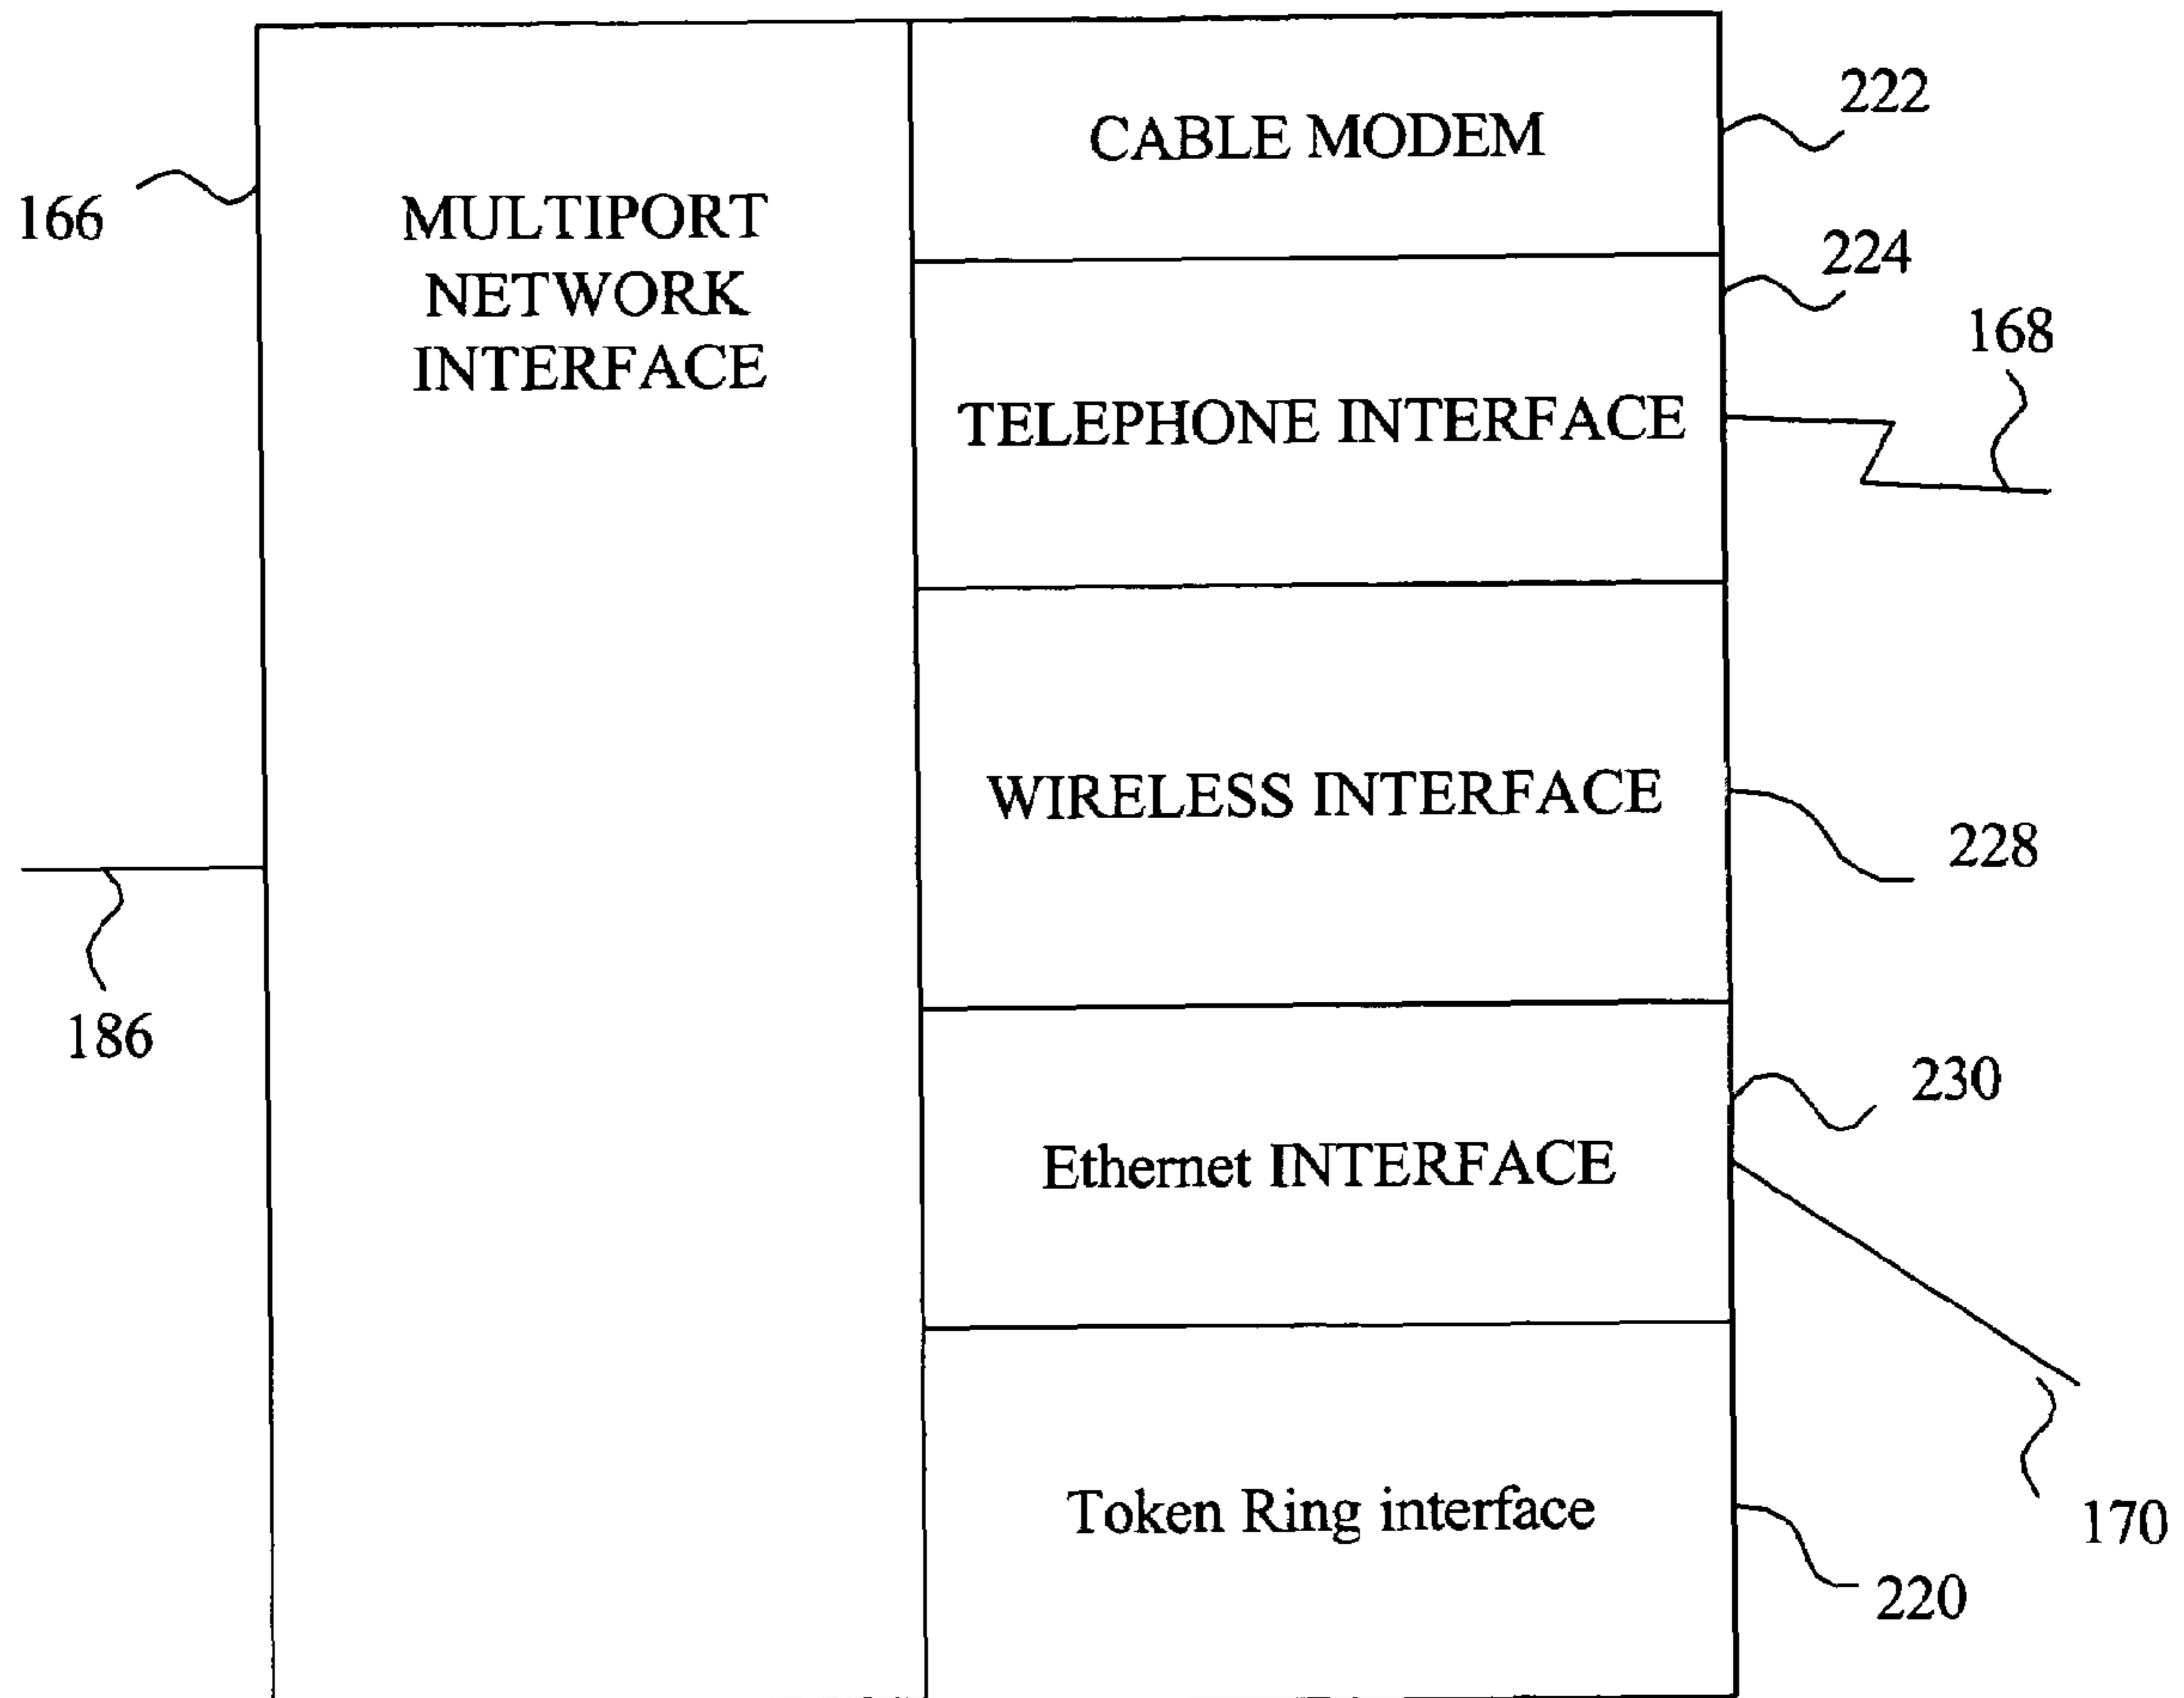 222
CABLE MODEM
166
MULTIPORT
NETWORK
INTERFACE
224
168
TELEPHONE INTERFACE
WIRELESS INTERFACE
228
186
230
Ethernet INTERFACE
Token Ring interface
170
220